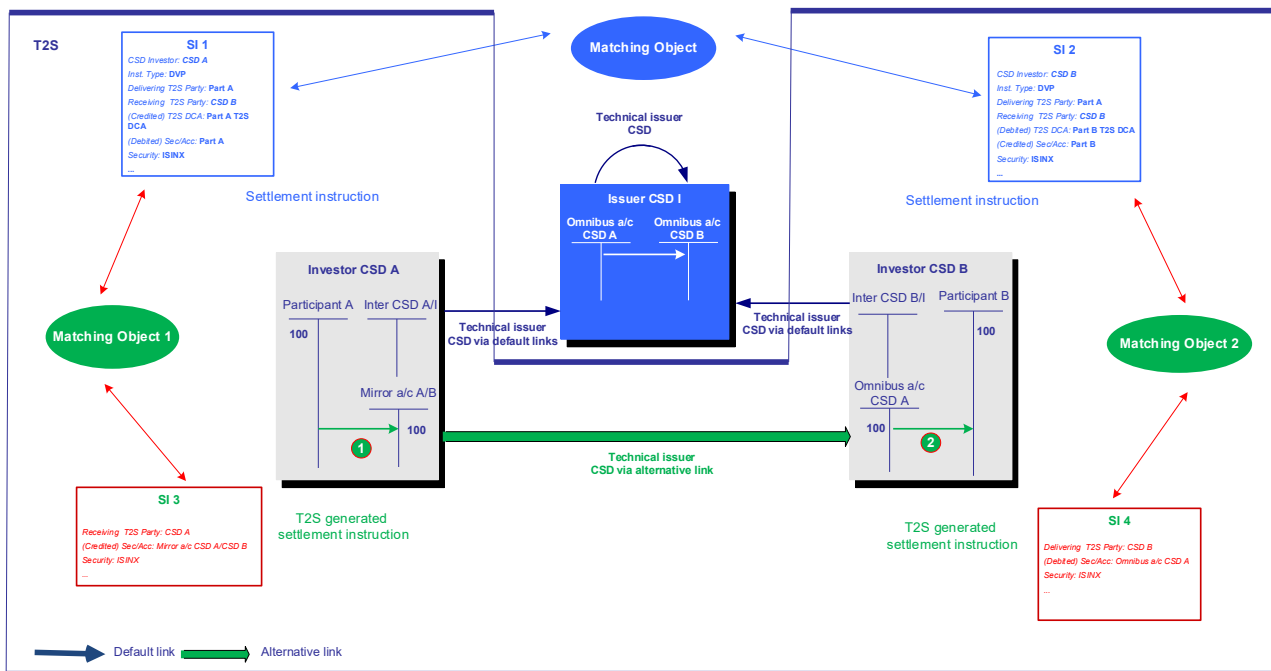 T2S
SI 1
CSD Investor: CSD A
Inst. Type: DVP
Delivering T2S Party: Part A
Receiving T2S Party: CSD B
(Credited) T2S DCA: Part A T2S
DCA
(Debited) Sec/Acc: Part A
Security: ISINX
...
Settlement instruction
Matching Object
SI 2
CSD Investor: CSD B
Inst. Type: DVP
Delivering T2S Party: Part A
Receiving T2S Party: CSD B
(Debited) T2S DCA: Part B T2S DCA
(Credited) Sec/Acc: Part B
Security: ISINX
...
Settlement instruction
Technical issuer
CSD
Issuer CSD I
Omnibus a/c
CSD A
Omnibus a/c
CSD B
Investor CSD A
Participant A
Inter CSD A/I
100
Mirror a/c A/B
100
1
Technical issuer
CSD via default links
Technical issuer
CSD via default links
Investor CSD B
Inter CSD B/I
Participant B
100
Omnibus a/c
CSD A
100
2
Technical issuer
CSD via alternative link
Matching Object 1
Matching Object 2
SI 3
Receiving T2S Party: CSD A
(Credited) Sec/Acc: Mirror a/c CSD A/CSD B
Security: ISINX
...
T2S generated
settlement instruction
T2S generated
settlement instruction
SI 4
Delivering T2S Party: CSD B
(Debited) Sec/Acc: Omnibus a/c CSD A
Security: ISINX
...
Default link
Alternative link